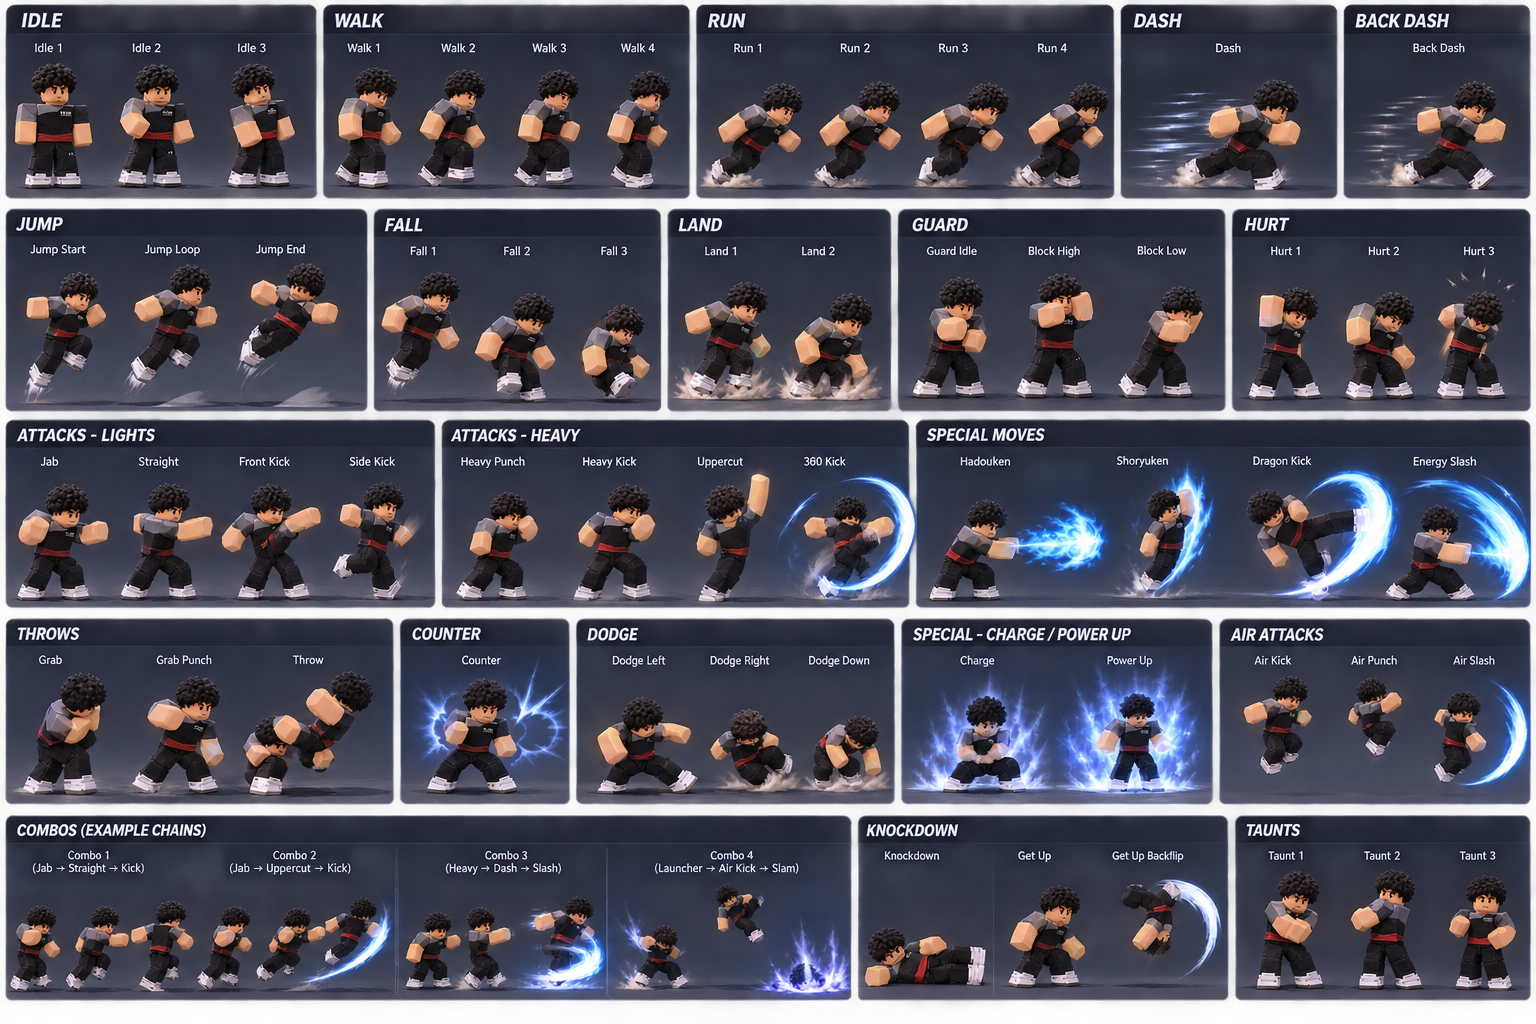 IDLE
Idle 1
Idle 2
Idle 3
WALK
Walk 1
Walk 2
Walk 3
Walk 4
RUN
Run 1
Run 2
Run 3
Run 4
DASH
Dash
BACK DASH
Back Dash
JUMP
Jump Start
Jump Loop
Jump End
FALL
Fall 1
Fall 2
Fall 3
LAND
Land 1
Land 2
GUARD
Guard Idle
Block High
Block Low
HURT
Hurt 1
Hurt 2
Hurt 3
ATTACKS - LIGHTS
Jab
Straight
Front Kick
Side Kick
ATTACKS - HEAVY
Heavy Punch
Heavy Kick
Uppercut
360 Kick
SPECIAL MOVES
Hadouken
Shoryuken
Dragon Kick
Energy Slash
THROWS
Grab
Grab Punch
Throw
COUNTER
Counter
DODGE
Dodge Left
Dodge Right
Dodge Down
SPECIAL - CHARGE / POWER UP
Charge
Power Up
AIR ATTACKS
Air Kick
Air Punch
Air Slash
COMBOS (EXAMPLE CHAINS)
Combo 1
(Jab → Straight → Kick)
Combo 2
(Jab → Uppercut → Kick)
Combo 3
(Heavy → Dash → Slash)
Combo 4
(Launcher → Air Kick → Slam)
KNOCKDOWN
Knockdown
Get Up
Get Up Backflip
TAUNTS
Taunt 1
Taunt 2
Taunt 3